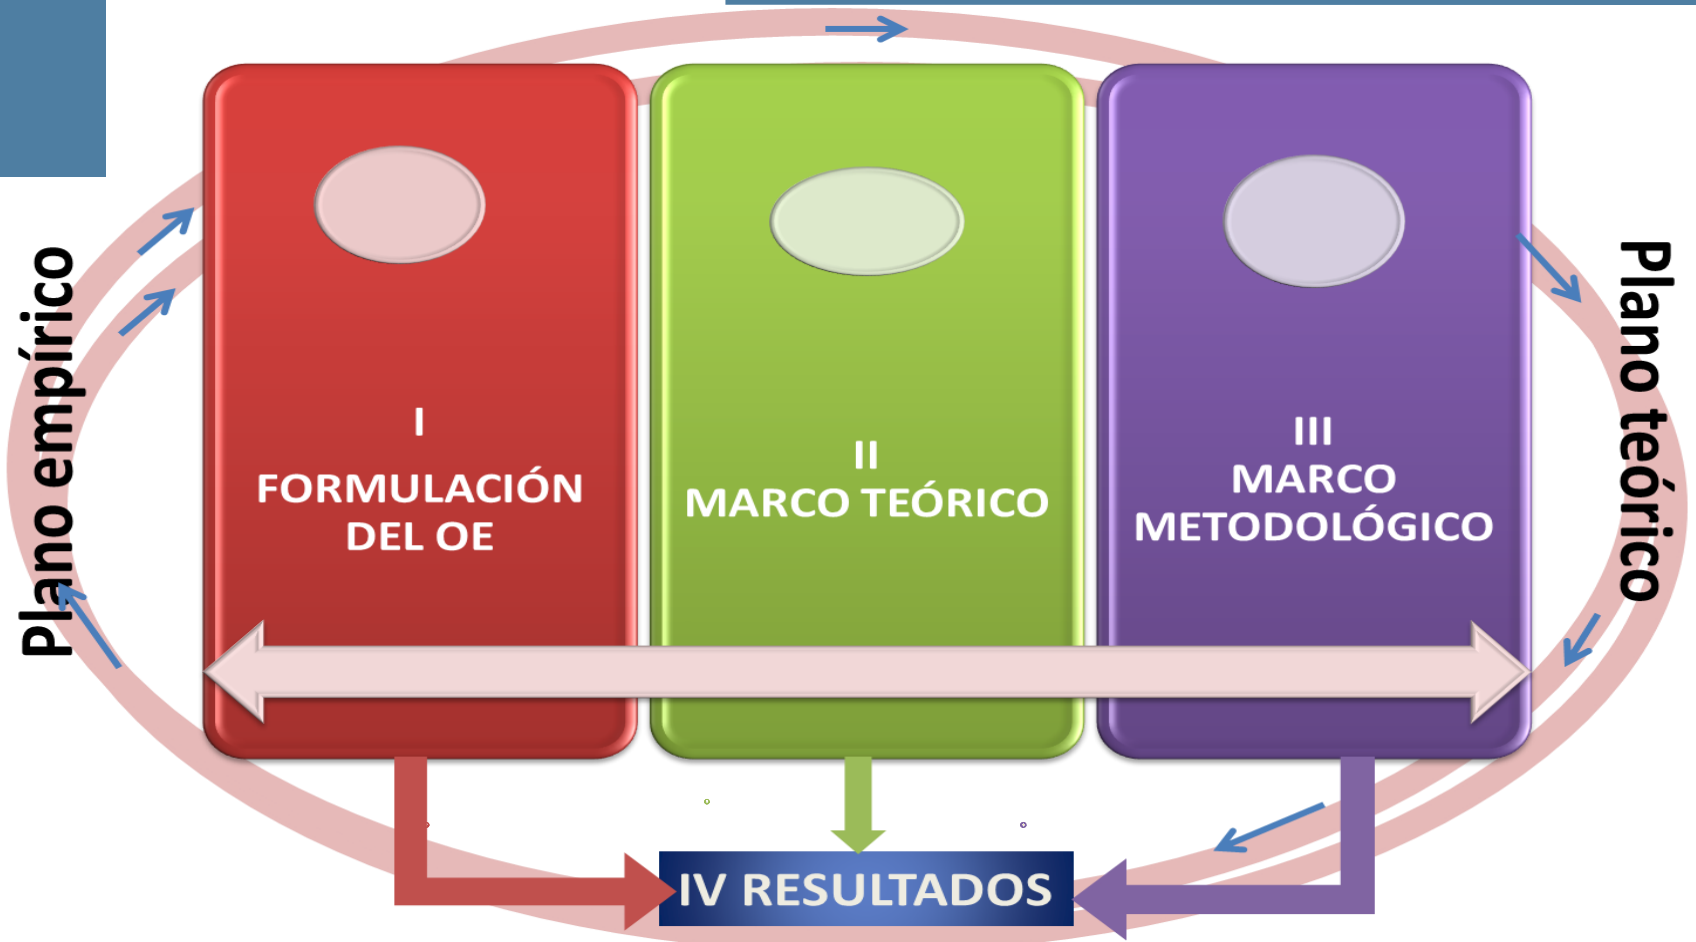 Plano empírico
I
FORMULACIÓN
DEL OE
II
MARCO TEÓRICO
III
MARCO
METODOLÓGICO
Plano teórico
IV RESULTADOS